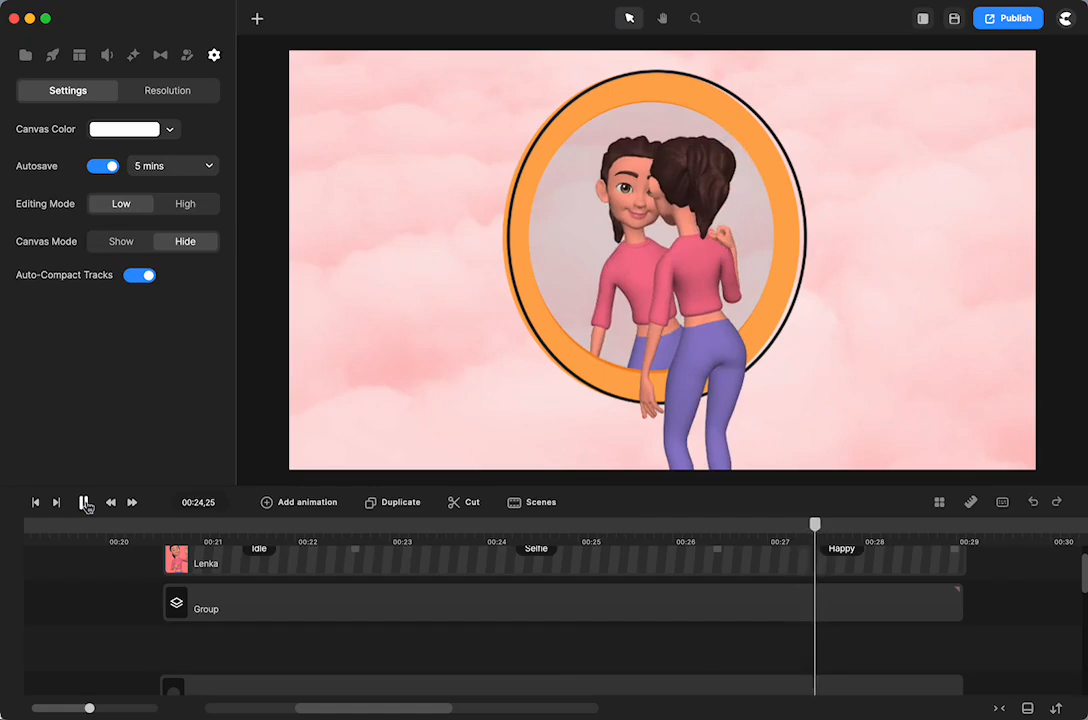 Publish
Settings Resolution
Canvas Color
Autosave 5 mins
Editing Mode Low High
Canvas Mode Show Hide
Auto-Compact Tracks
00:24,25 Add animation Duplicate Cut Scenes
00:20 00:21 00:22 00:23 00:24 00:25 00:26 00:27 00:28 00:29 00:30
Idle Selfie Happy
Lenka
Group